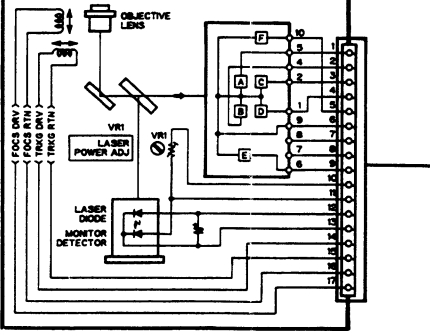 OBJECTIVE
LENS
FOCS DRV
FOCS RTN
TRKG DRV
TRKG RTN
VR1
LASER
POWER ADJ
VR1
LASER
DIODE
MONITOR
DETECTOR
F
A
C
B
D
E
10
5
4
2
1
9
8
7
6
1
2
3
4
5
6
7
8
9
10
11
12
13
14
15
16
17